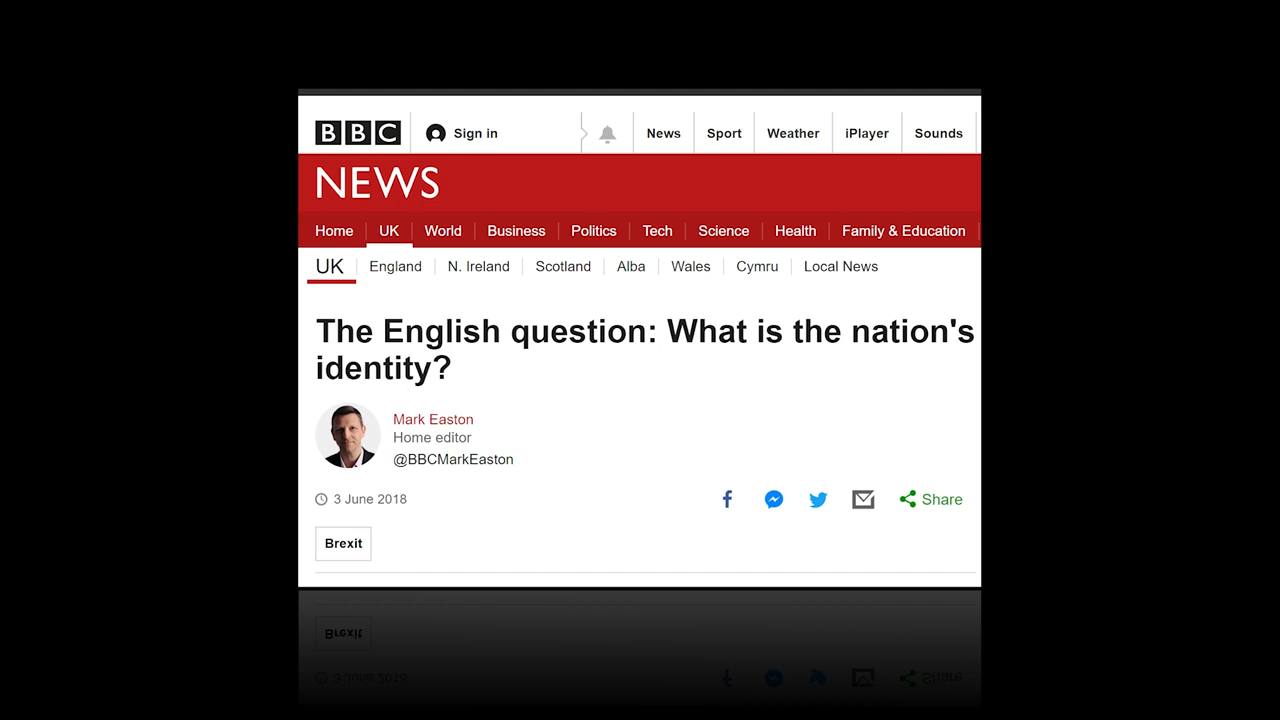 BBC Sign in News Sport Weather iPlayer Sounds
NEWS
Home UK World Business Politics Tech Science Health Family & Education
UK England N. Ireland Scotland Alba Wales Cymru Local News
The English question: What is the nation's
identity?
Mark Easton
Home editor
@BBCMarkEaston
3 June 2018 Share
Brexit